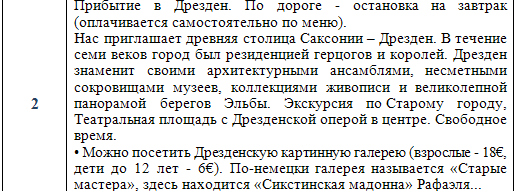 Прибытие в Дрезден. По дороге - остановка на завтрак
(оплачивается самостоятельно по меню).
Нас приглашает древняя столица Саксонии – Дрезден. В течение
семи веков город был резиденцией герцогов и королей. Дрезден
знаменит своими архитектурными ансамблями, несметными
сокровищами музеев, коллекциями живописи и великолепной
2
панорамой берегов Эльбы. Экскурсия по Старому городу,
Театральная площадь с Дрезденской оперой в центре. Свободное
время.
• Можно посетить Дрезденскую картинную галерею (взрослые - 18€,
дети до 12 лет - 6€). По-немецки галерея называется «Старые
мастера», здесь находится «Сикстинская мадонна» Рафаэля...